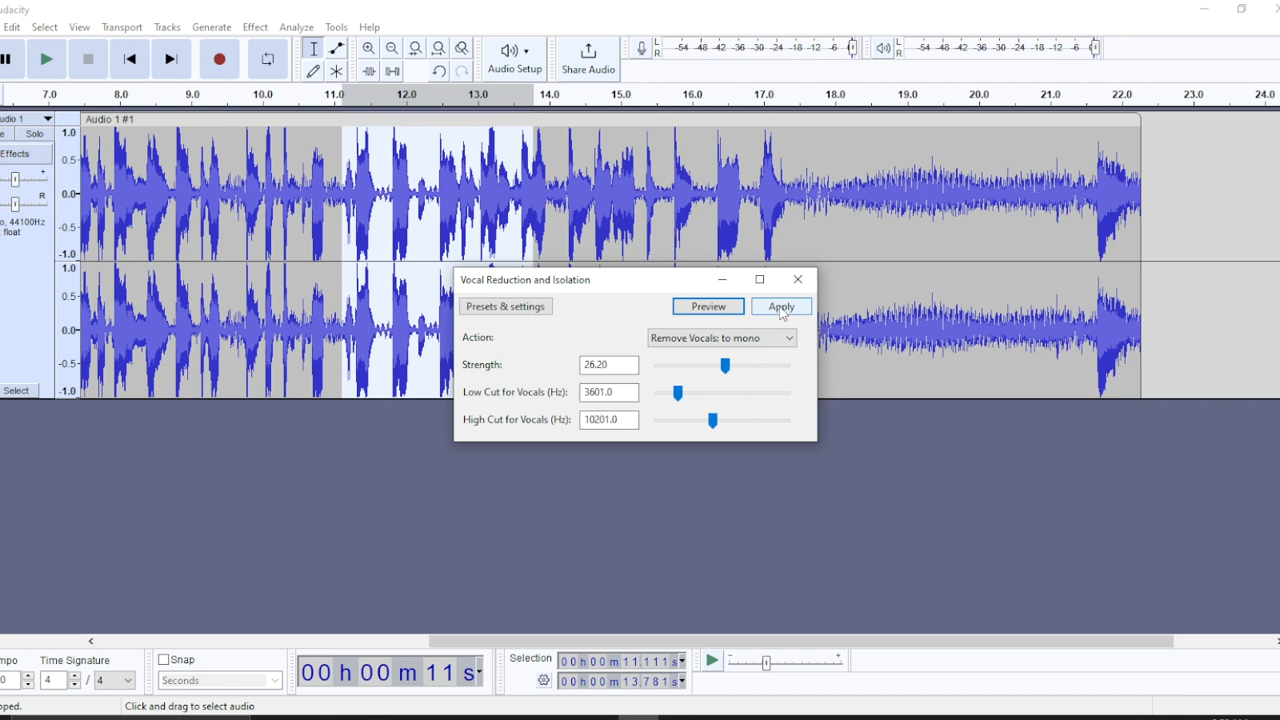 udacity
Edit Select View Transport Tracks Generate Effect Analyze Tools Help
Audio Setup
Share Audio
L
R
-54 -48 -42 -36 -30 -24 -18 -12 -6
L
R
-54 -48 -42 -36 -30 -24 -18 -12 -6
7.0 8.0 9.0 10.0 11.0 12.0 13.0 14.0 15.0 16.0 17.0 18.0 19.0 20.0 21.0 22.0 23.0 24.0
udio 1
Audio 1 #1
e Solo
Effects
+
R
o, 44100Hz
float
Select
1.0
0.5
0.0
-0.5
-1.0
1.0
0.5
0.0
-0.5
-1.0
Vocal Reduction and Isolation
Presets & settings Preview Apply
Action: Remove Vocals: to mono
Strength: 26.20
Low Cut for Vocals (Hz): 3601.0
High Cut for Vocals (Hz): 10201.0
mpo Time Signature
0 4 / 4
Snap
Seconds
00 h 00 m 11 s
Selection
00 h 00 m 11.111 s
00 h 00 m 13.781 s
- +
pped. Click and drag to select audio